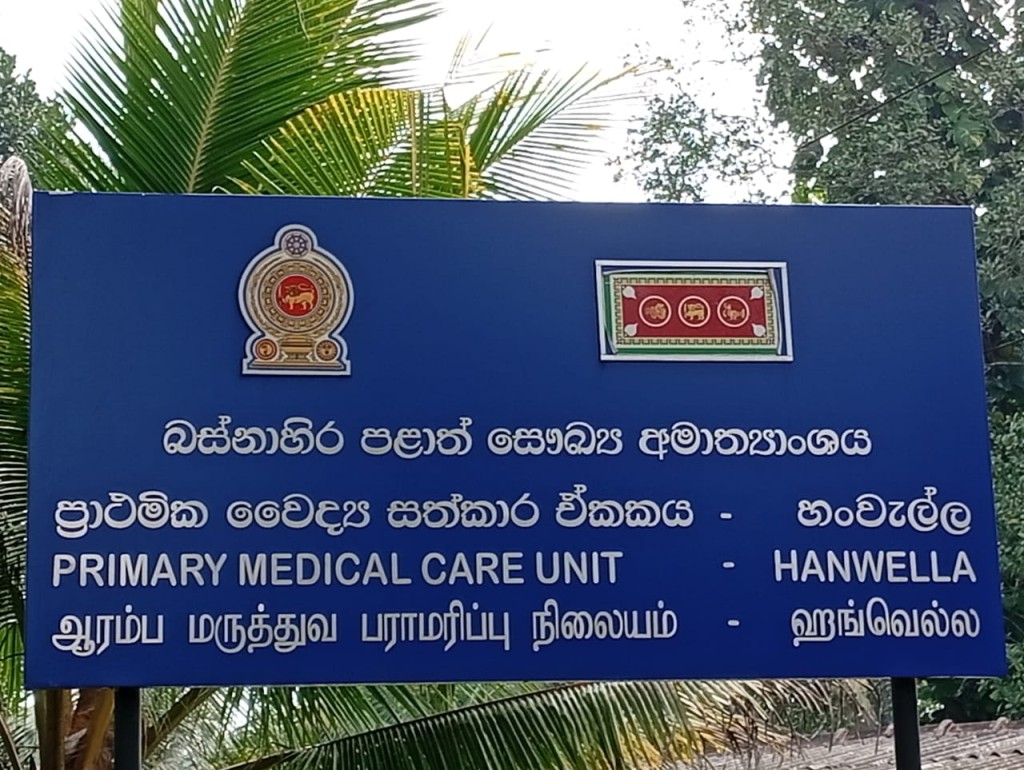 බස්නාහිර පළාත් සෞඛ්‍ය අමාත්‍යාංශය
ප්‍රාථමික වෛද්‍ය සත්කාර ඒකකය - හංවැල්ල
PRIMARY MEDICAL CARE UNIT - HANWELLA
ஆரம்ப மருத்துவ பராமரிப்பு நிலையம் - ஹங்வெல்ல